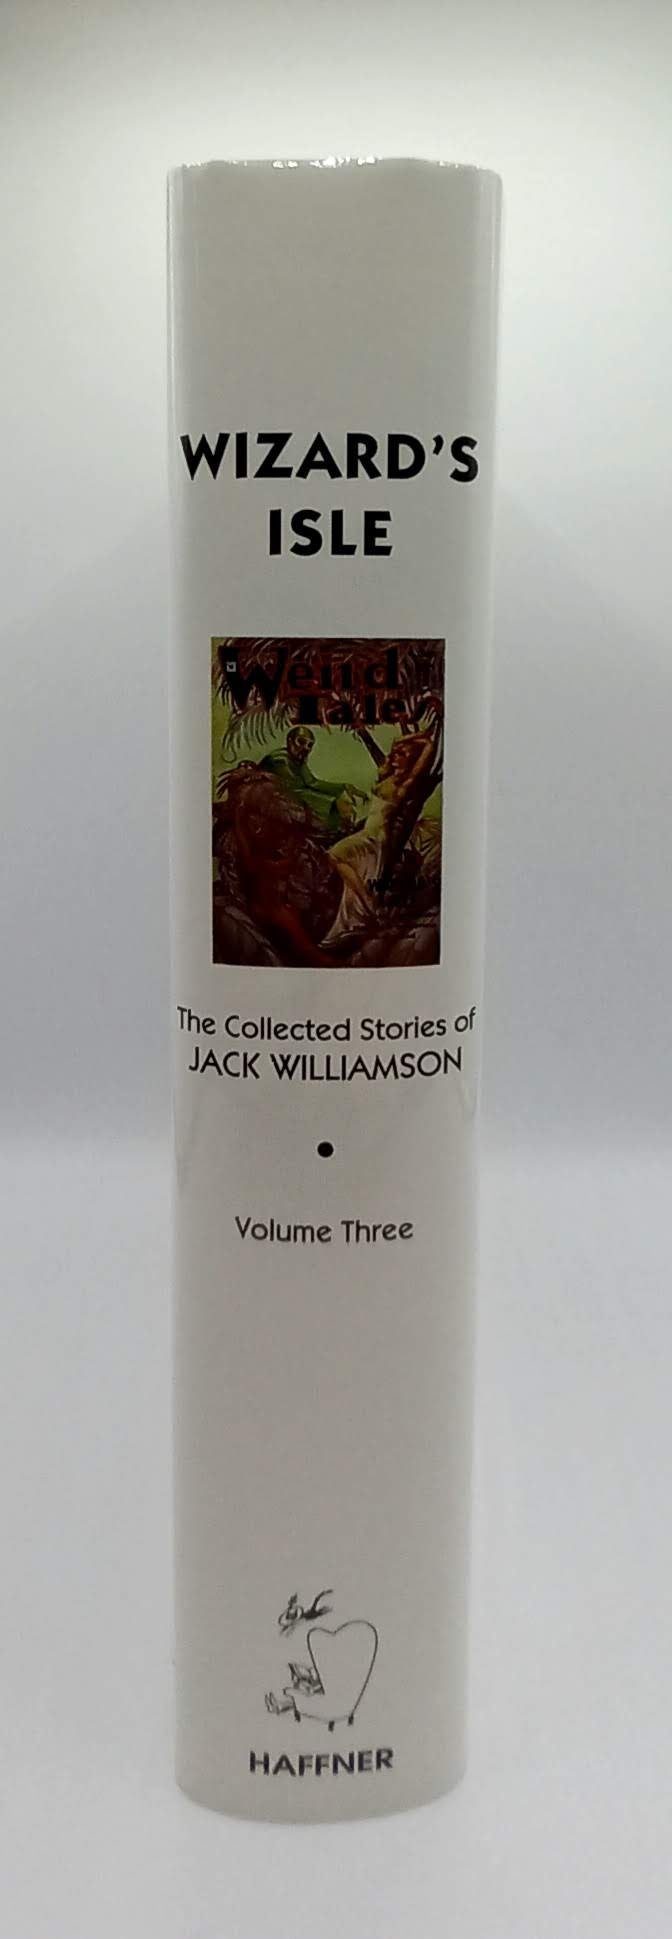 WIZARD'S
ISLE
Weird
Tales
The Collected Stories of
JACK WILLIAMSON
•
Volume Three
HAFFNER